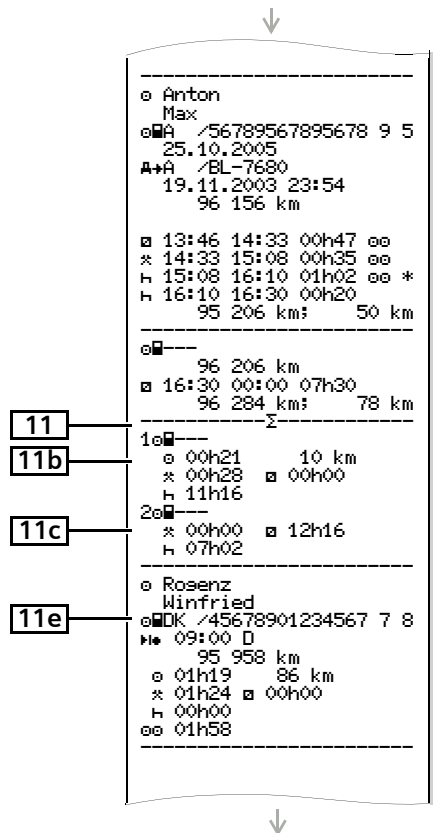 Anton
Max
A /56789567895678 9 5
25.10.2005
A /BL-7680
19.11.2003 23:54
96 156 km
13:46 14:33 00h47
14:33 15:08 00h35
15:08 16:10 01h02 *
16:10 16:30 00h20
95 206 km; 50 km
---
96 206 km
16:30 00:00 07h30
96 284 km; 78 km
11
Σ
1 ---
11b
00h21 10 km
00h28 00h00
11h16
2 ---
11c
00h00 12h16
07h02
Rogenz
Winfried
11e
DK /45678901234567 7 8
09:00 D
95 958 km
01h19 86 km
01h24 00h00
00h00
01h58